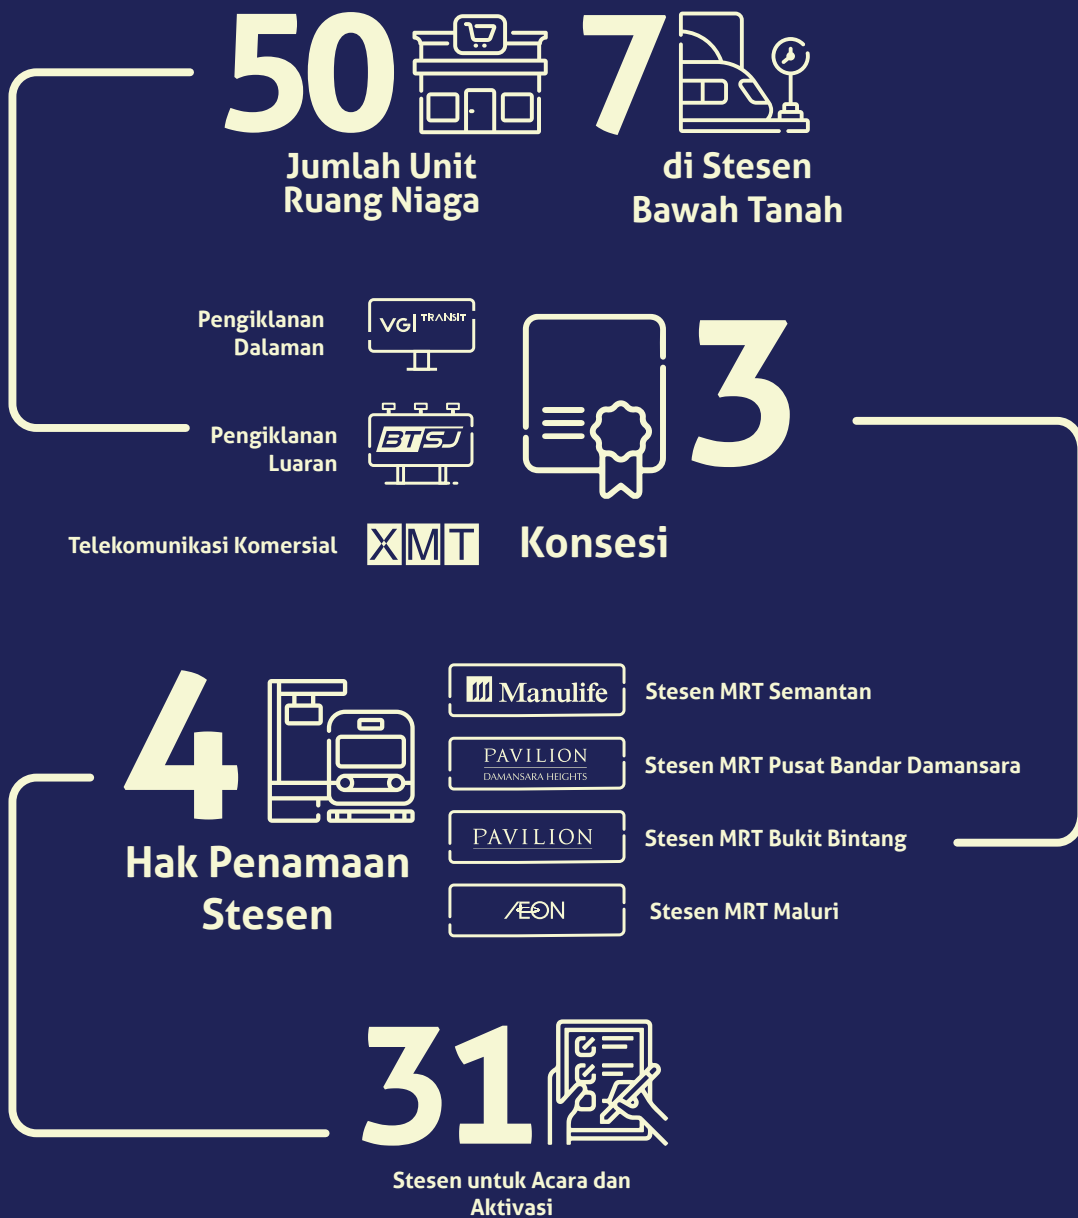 50
Jumlah Unit
Ruang Niaga
7
di Stesen
Bawah Tanah
Pengiklanan
Dalaman
VGI TRANSIT
Pengiklanan
Luaran
BTSJ
Telekomunikasi Komersial
XMT
3
Konsesi
4
Hak Penamaan
Stesen
Manulife
Stesen MRT Semantan
PAVILION
DAMANSARA HEIGHTS
Stesen MRT Pusat Bandar Damansara
PAVILION
Stesen MRT Bukit Bintang
ÆON
Stesen MRT Maluri
31
Stesen untuk Acara dan
Aktivasi